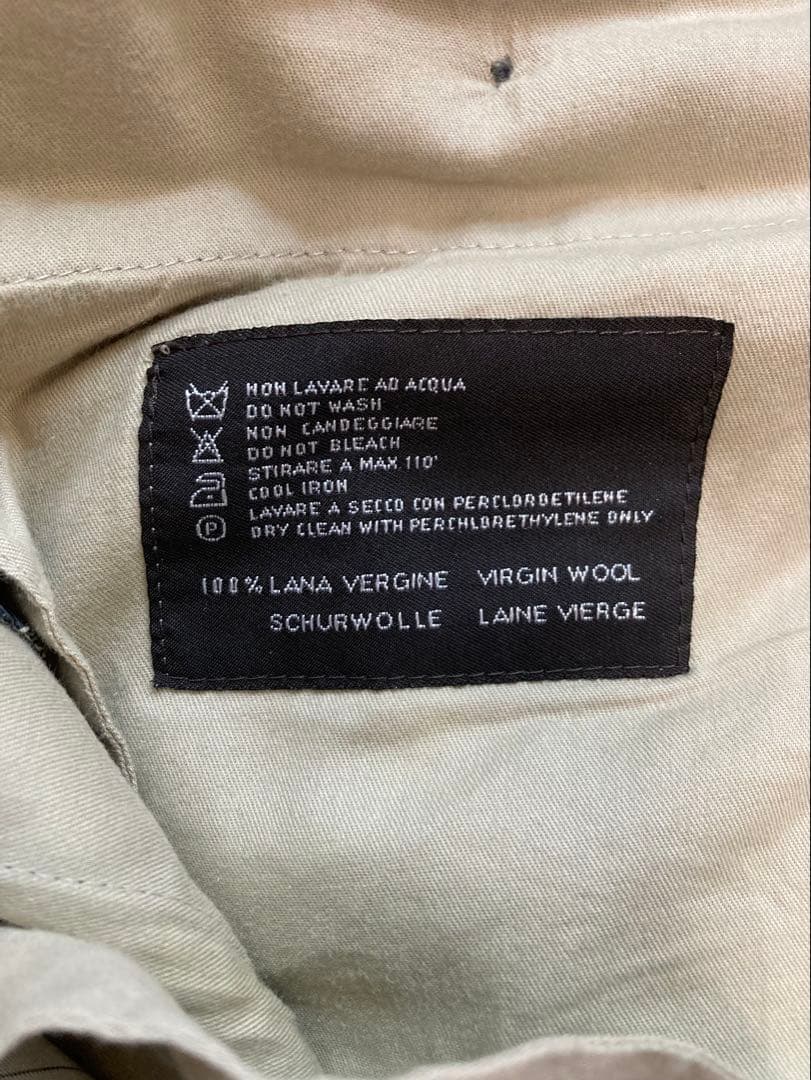 NON LAVARE AD ACQUA
DO NOT WASH
NON CANDEGGIARE
DO NOT BLEACH
STIRARE A MAX 110°
COOL IRON
LAVARE A SECCO CON PERCLOROETILENE
P DRY CLEAN WITH PERCHLORETHYLENE ONLY
100% LANA VERGINE VIRGIN WOOL
SCHURWOLLE LAINE VIERGE